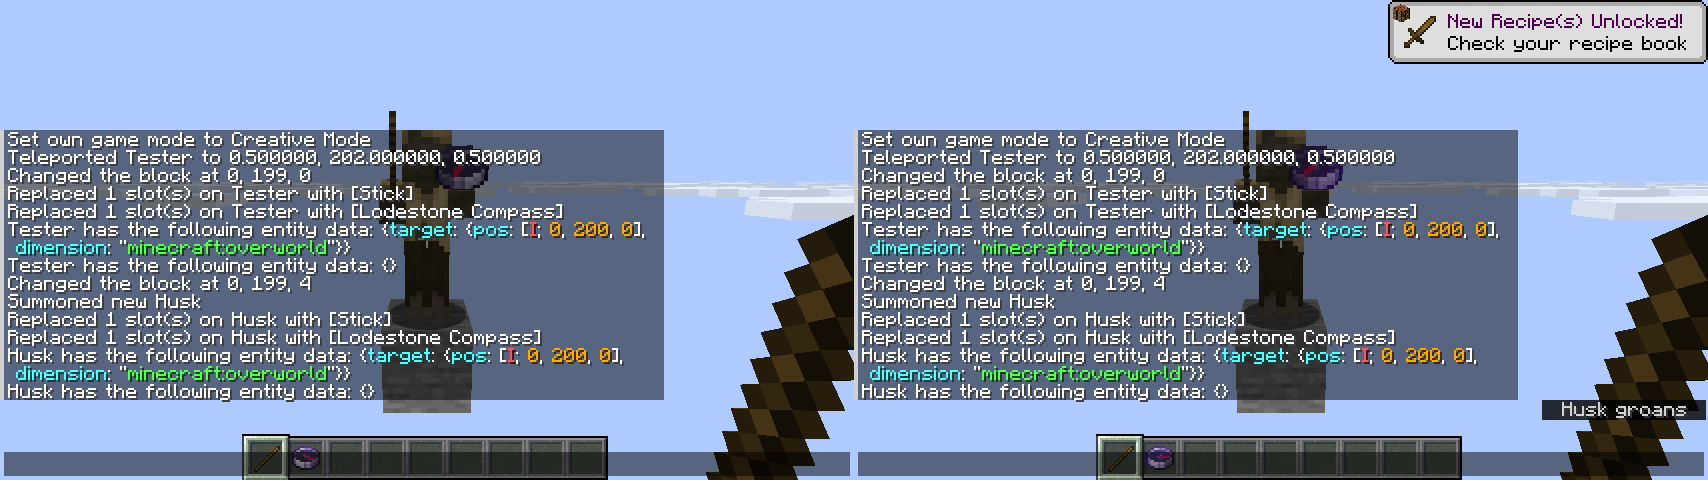 Set own game mode to Creative Mode
Teleported Tester to 0.500000, 202.000000, 0.500000
Changed the block at 0, 199, 0
Replaced 1 slot(s) on Tester with [Stick]
Replaced 1 slot(s) on Tester with [Lodestone Compass]
Tester has the following entity data: {target: {pos: [I; 0, 200, 0],
dimension: "minecraft:overworld"}}
Tester has the following entity data: {}
Changed the block at 0, 199, 4
Summoned new Husk
Replaced 1 slot(s) on Husk with [Stick]
Replaced 1 slot(s) on Husk with [Lodestone Compass]
Husk has the following entity data: {target: {pos: [I; 0, 200, 0],
dimension: "minecraft:overworld"}}
Husk has the following entity data: {}
New Recipe(s) Unlocked!
Check your recipe book
Set own game mode to Creative Mode
Teleported Tester to 0.500000, 202.000000, 0.500000
Changed the block at 0, 199, 0
Replaced 1 slot(s) on Tester with [Stick]
Replaced 1 slot(s) on Tester with [Lodestone Compass]
Tester has the following entity data: {target: {pos: [I; 0, 200, 0],
dimension: "minecraft:overworld"}}
Tester has the following entity data: {}
Changed the block at 0, 199, 4
Summoned new Husk
Replaced 1 slot(s) on Husk with [Stick]
Replaced 1 slot(s) on Husk with [Lodestone Compass]
Husk has the following entity data: {target: {pos: [I; 0, 200, 0],
dimension: "minecraft:overworld"}}
Husk has the following entity data: {}
Husk groans